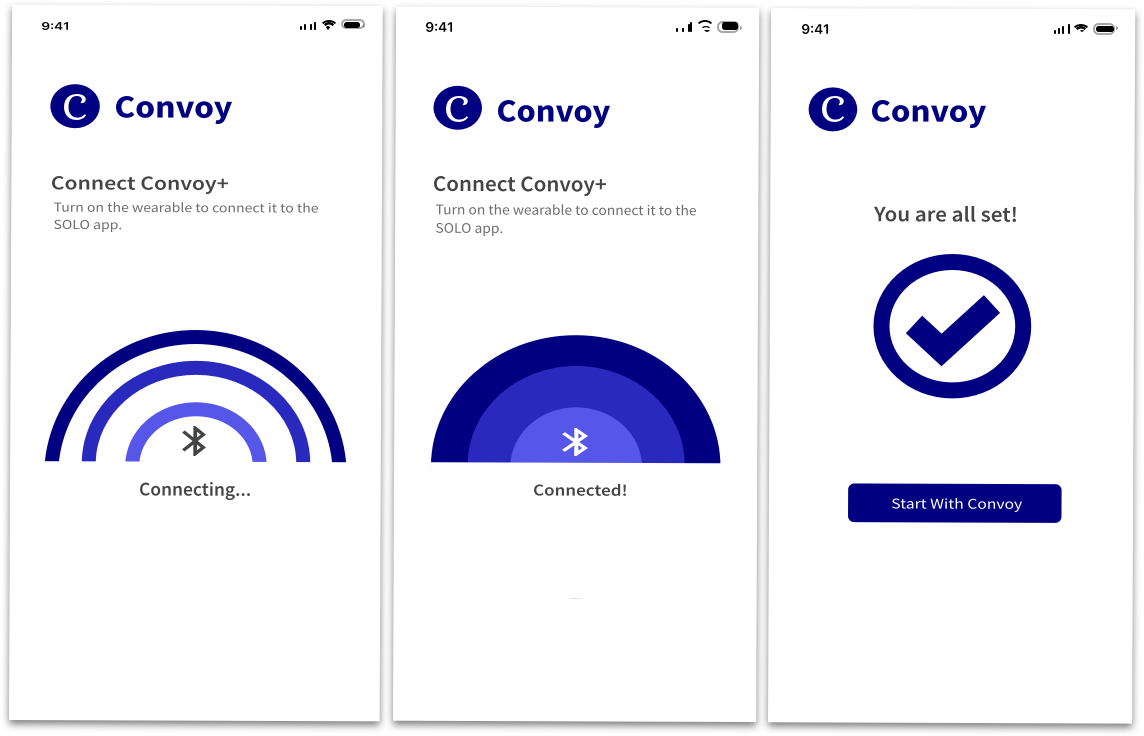 9:41
C Convoy
Connect Convoy+
Turn on the wearable to connect it to the
SOLO app.
Connecting...
9:41
C Convoy
Connect Convoy+
Turn on the wearable to connect it to the
SOLO app.
Connected!
9:41
C Convoy
You are all set!
Start With Convoy